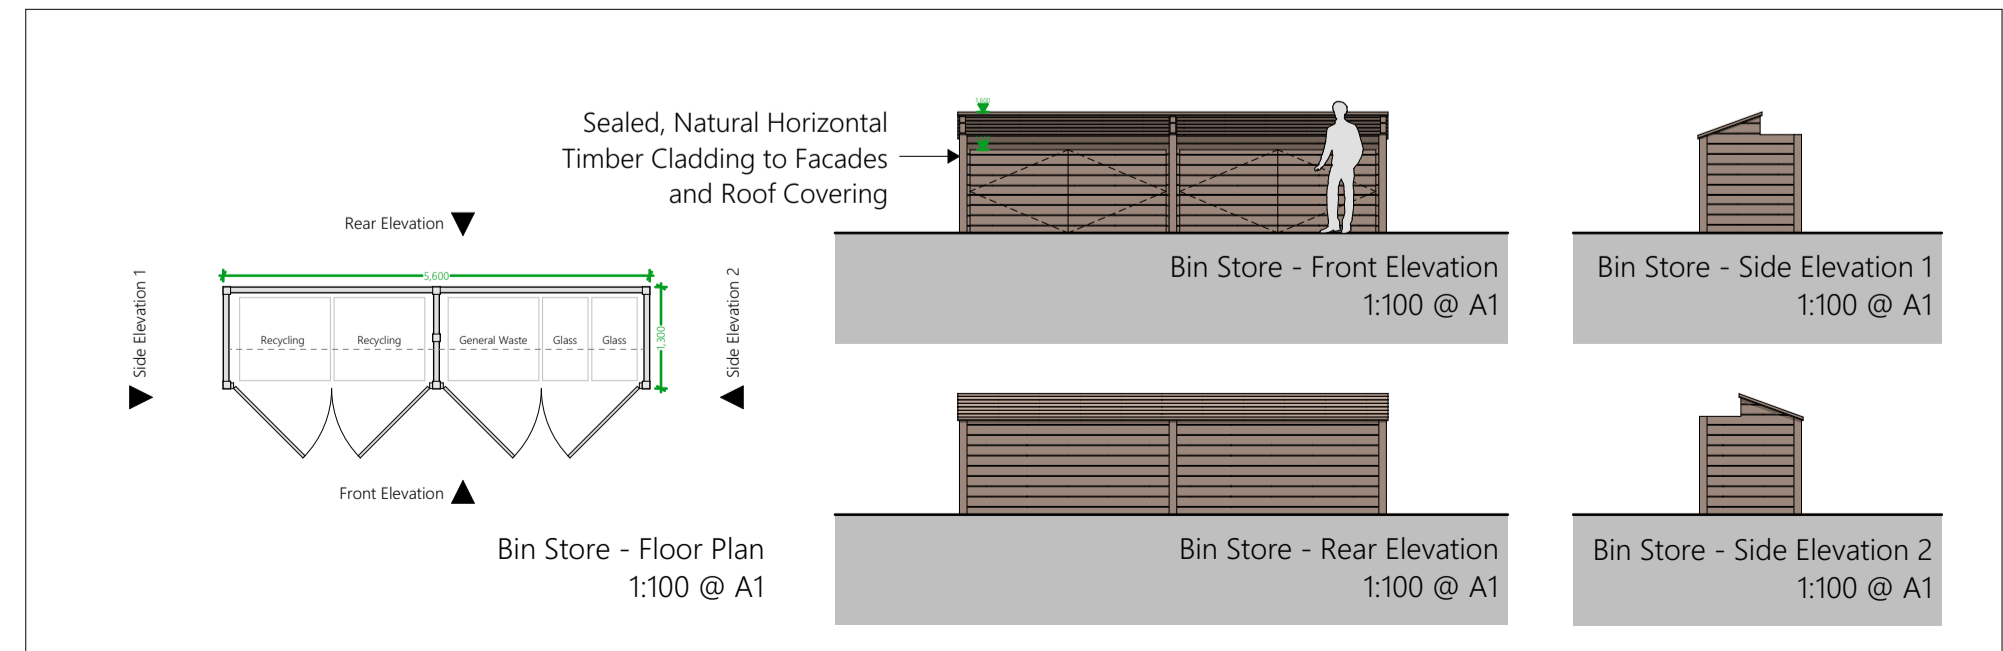 Sealed, Natural Horizontal
Timber Cladding to Facades
and Roof Covering
1,600
Rear Elevation
Side Elevation 1
5,600
Side Elevation 2
Recycling
Recycling
General Waste
Glass
Glass
1,300
Front Elevation
Bin Store - Floor Plan
1:100 @ A1
Bin Store - Front Elevation
1:100 @ A1
Bin Store - Side Elevation 1
1:100 @ A1
Bin Store - Rear Elevation
1:100 @ A1
Bin Store - Side Elevation 2
1:100 @ A1